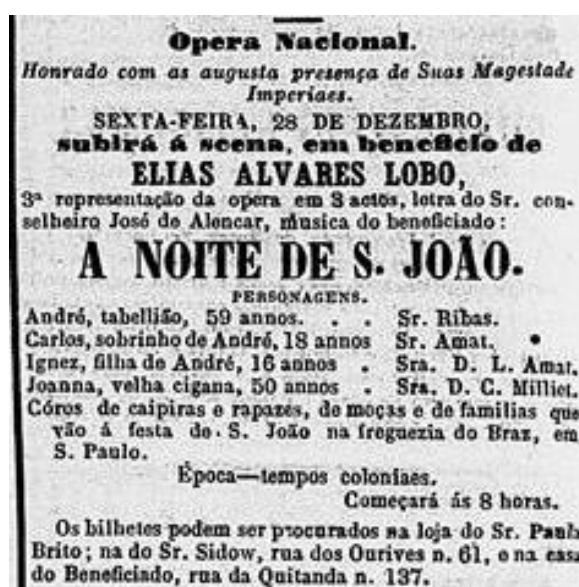 Opera Nacional.
Honrado com as augusta presença de Suas Magestade
Imperiaes.
SEXTA-FEIRA, 28 DE DEZEMBRO,
subirá á scena, em beneficio de
ELIAS ALVARES LOBO,
3ª representação da opera em 3 actos, letra do Sr. con-
selheiro José de Alencar, musica do beneficiado:
A NOITE DE S. JOÃO.
PERSONAGENS.
André, tabellião, 59 annos. . . Sr. Ribas.
Carlos, sobrinho de André, 18 annos Sr. Amat.
Ignez, filha de André, 16 annos . Sra. D. L. Amat.
Joanna, velha cigana, 50 annos . Sra. D. C. Milliet.
Córos de caipiras e rapazes, de moças e de familias que
vão á festa de S. João na freguezia do Braz, em
S. Paulo.
Época—tempos coloniaes.
Começará ás 8 horas.
Os bilhetes podem ser procurados na loja do Sr. Paula
Brito; na do Sr. Sidow, rua dos Ourives n. 61, e na casa
do Beneficiado, rua da Quitanda n. 137.